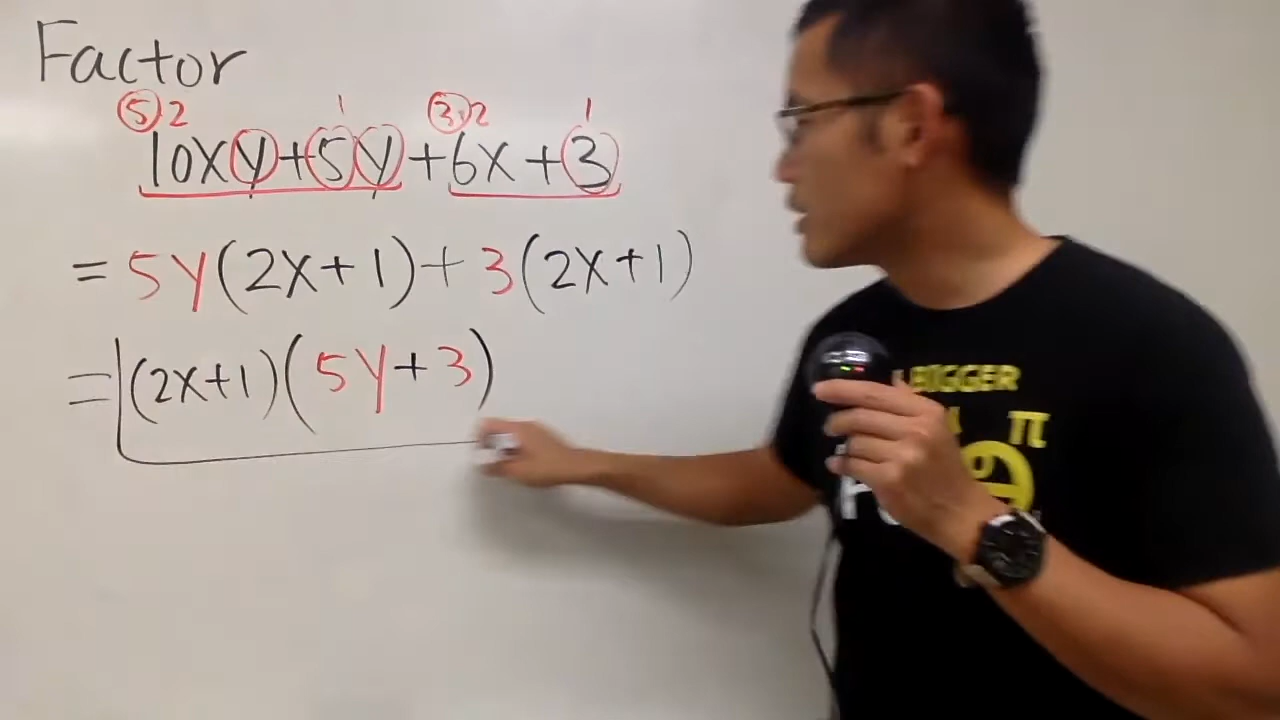 Factor
5·2 1 3·2 1
10xy+5y+6x+3
=5y(2x+1)+3(2x+1)
=(2x+1)(5y+3)
BIGGER
π